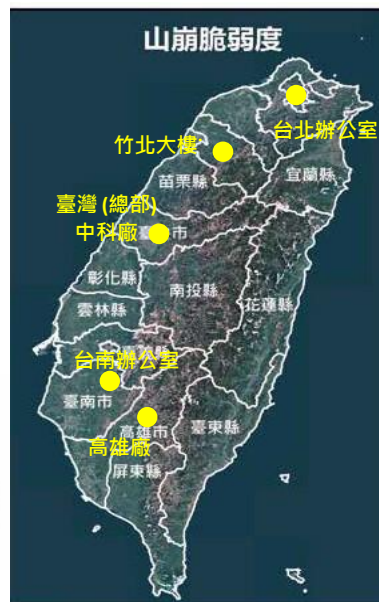 山崩脆弱度
台北辦公室
竹北大樓
宜蘭縣
苗栗縣
臺灣 (總部)
中科廠
市
彰化縣
南投縣
花蓮縣
雲林縣
台南辦公室
臺南市
高雄市
臺東縣
高雄廠
屏東縣